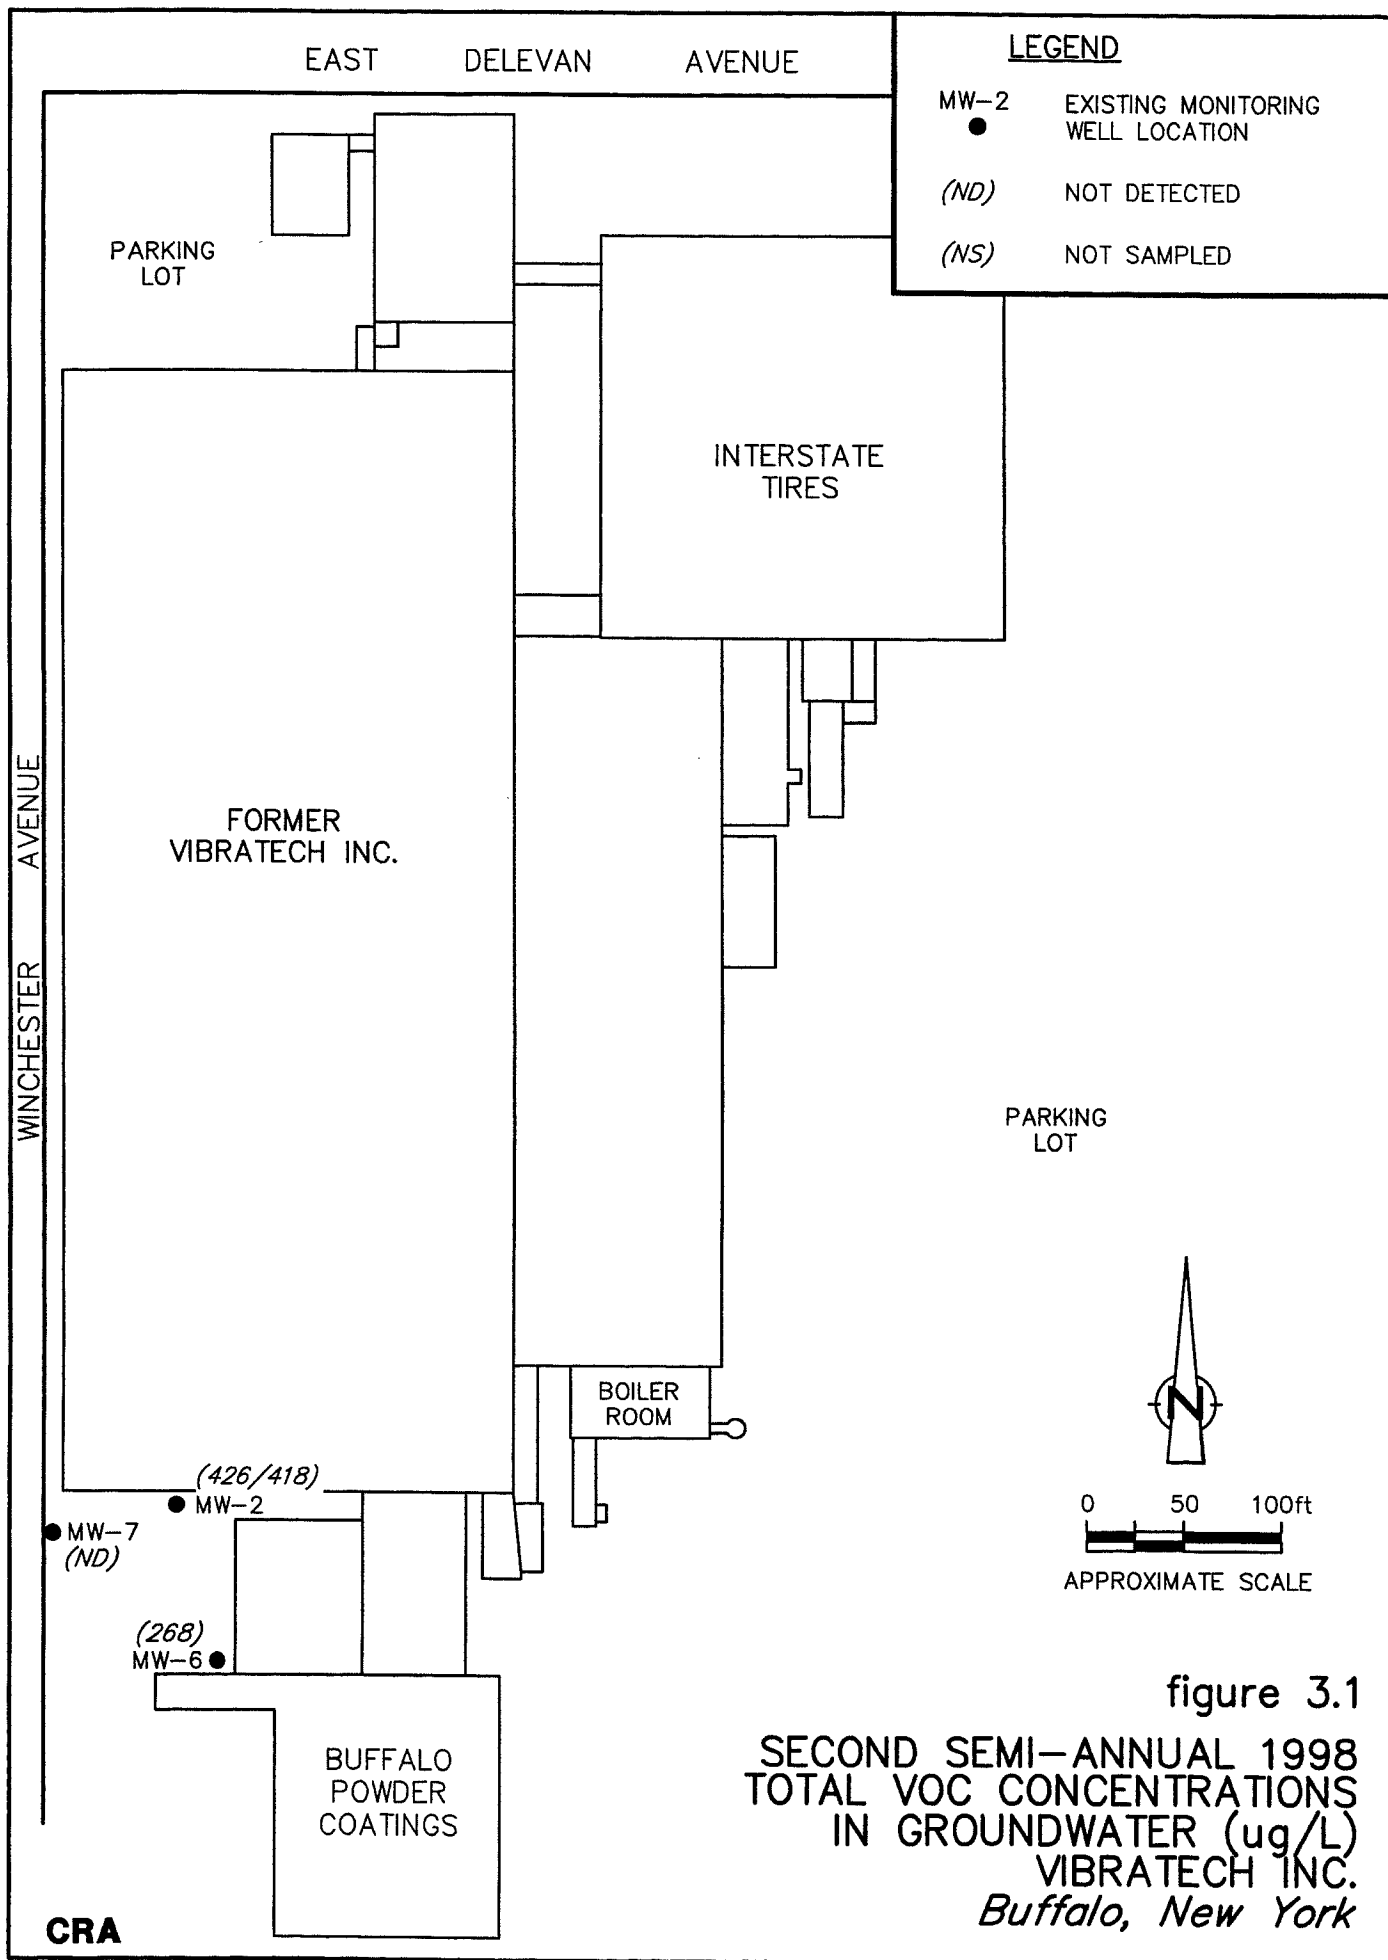 EAST DELEVAN AVENUE
LEGEND
MW-2 EXISTING MONITORING
WELL LOCATION
(ND) NOT DETECTED
(NS) NOT SAMPLED
PARKING
LOT
INTERSTATE
TIRES
WINCHESTER AVENUE
FORMER
VIBRATECH INC.
PARKING
LOT
BOILER
ROOM
(426/418)
MW-2
MW-7
(ND)
(268)
MW-6
BUFFALO
POWDER
COATINGS
N
0 50 100ft
APPROXIMATE SCALE
figure 3.1
SECOND SEMI-ANNUAL 1998
TOTAL VOC CONCENTRATIONS
IN GROUNDWATER (ug/L)
VIBRATECH INC.
Buffalo, New York
CRA